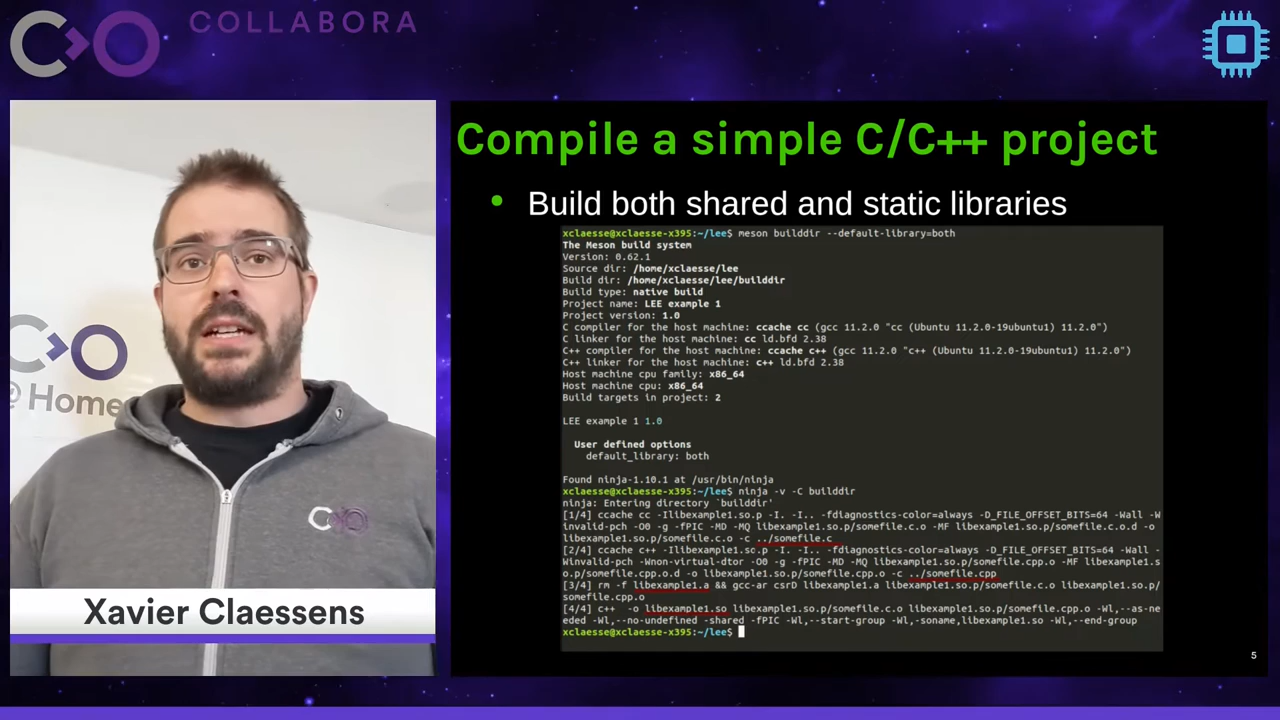 COLLABORA
Compile a simple C/C++ project
Build both shared and static libraries
xclaesse@xclaesse-x395:~/lee$ meson builddir --default-library=both
The Meson build system
Version: 0.62.1
Source dir: /home/xclaesse/lee
Build dir: /home/xclaesse/lee/builddir
Build type: native build
Project name: LEE example 1
Project version: 1.0
C compiler for the host machine: ccache cc (gcc 11.2.0 "cc (Ubuntu 11.2.0-19ubuntu1) 11.2.0")
C linker for the host machine: cc ld.bfd 2.38
C++ compiler for the host machine: ccache c++ (gcc 11.2.0 "c++ (Ubuntu 11.2.0-19ubuntu1) 11.2.0")
C++ linker for the host machine: c++ ld.bfd 2.38
Host machine cpu family: x86_64
Host machine cpu: x86_64
Build targets in project: 2
LEE example 1 1.0
User defined options
default_library: both
Found ninja-1.10.1 at /usr/bin/ninja
xclaesse@xclaesse-x395:~/lee$ ninja -v -C builddir
ninja: Entering directory `builddir'
[1/4] ccache cc -Ilibexample1.so.p -I. -I.. -fdiagnostics-color=always -D_FILE_OFFSET_BITS=64 -Wall -W
invalid-pch -O0 -g -fPIC -MD -MQ libexample1.so.p/somefile.c.o -MF libexample1.so.p/somefile.c.o.d -o
libexample1.so.p/somefile.c.o -c ../somefile.c
[2/4] ccache c++ -Ilibexample1.so.p -I. -I.. -fdiagnostics-color=always -D_FILE_OFFSET_BITS=64 -Wall -
Winvalid-pch -Wnon-virtual-dtor -O0 -g -fPIC -MD -MQ libexample1.so.p/somefile.cpp.o -MF libexample1.s
o.p/somefile.cpp.o.d -o libexample1.so.p/somefile.cpp.o -c ../somefile.cpp
[3/4] rm -f libexample1.a && gcc-ar csrD libexample1.a libexample1.so.p/somefile.c.o libexample1.so.p/
somefile.cpp.o
[4/4] c++  -o libexample1.so libexample1.so.p/somefile.c.o libexample1.so.p/somefile.cpp.o -Wl,--as-ne
eded -Wl,--no-undefined -shared -fPIC -Wl,--start-group -Wl,-soname,libexample1.so -Wl,--end-group
xclaesse@xclaesse-x395:~/lee$
5
@ Home
Xavier Claessens